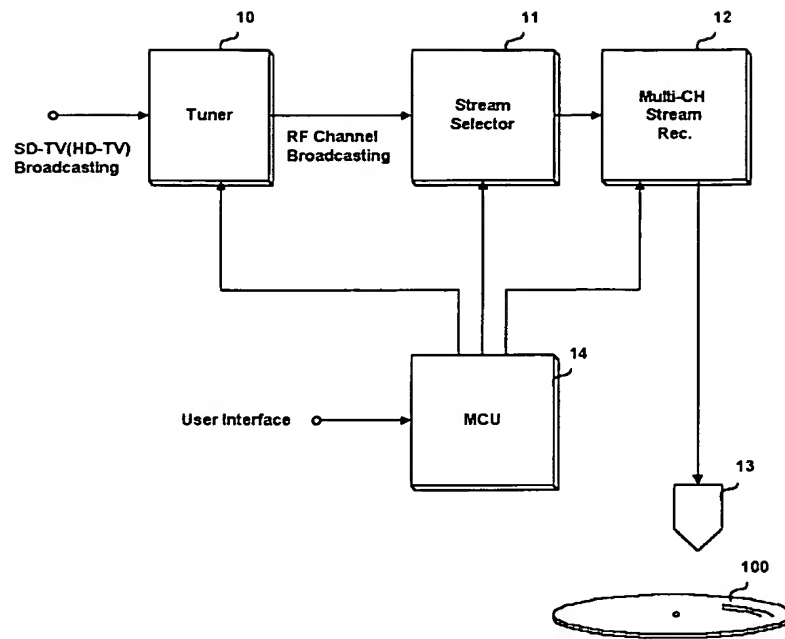 10
11
12
Tuner
Stream
Selector
Multi-CH
Stream
Rec.
SD-TV(HD-TV)
Broadcasting
RF Channel
Broadcasting
14
User Interface
MCU
13
100